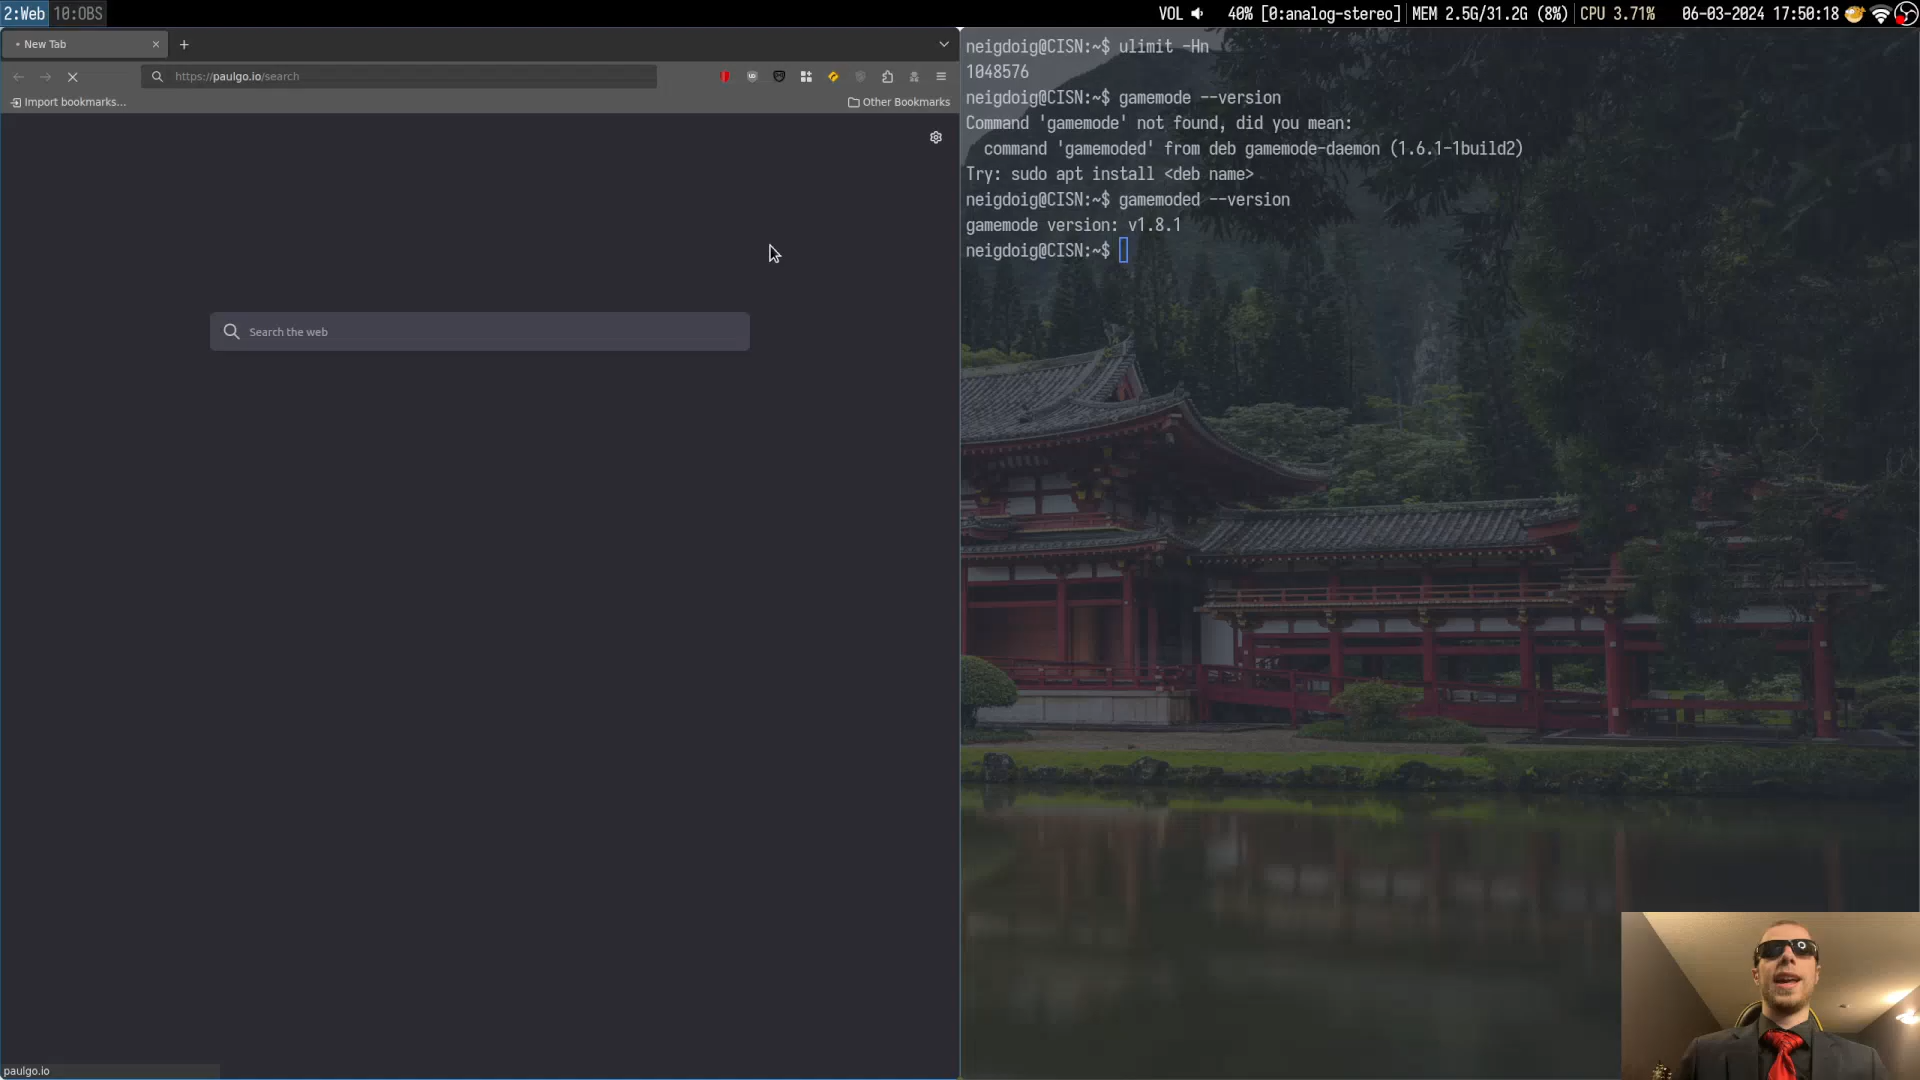 2:Web 10:OBS
VOL 40% [0:analog-stereo] MEM 2.5G/31.2G (8%) CPU 3.71% 06-03-2024 17:50:18
New Tab
https://paulgo.io/search
Import bookmarks...
Other Bookmarks
Search the web
paulgo.io
neigdoig@CISN:~$ ulimit -Hn
1048576
neigdoig@CISN:~$ gamemode --version
Command 'gamemode' not found, did you mean:
command 'gamemoded' from deb gamemode-daemon (1.6.1-1build2)
Try: sudo apt install <deb name>
neigdoig@CISN:~$ gamemoded --version
gamemode version: v1.8.1
neigdoig@CISN:~$